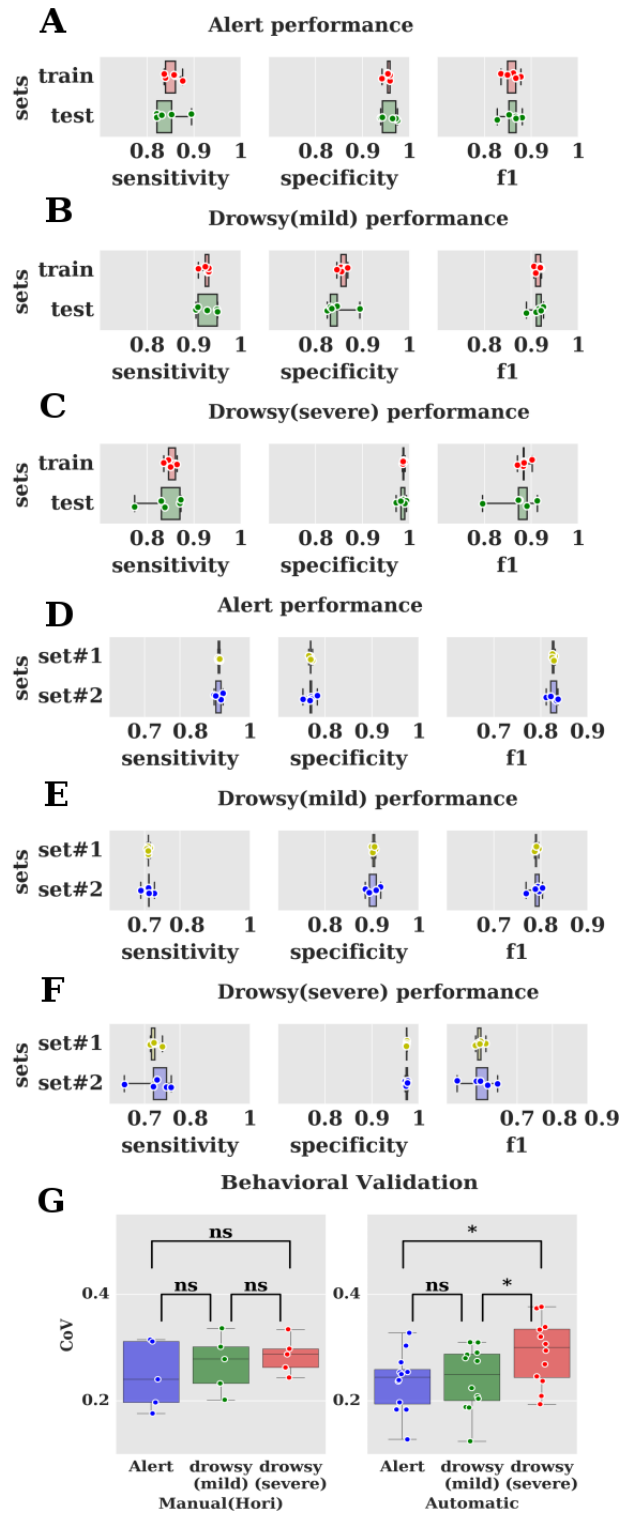 A
Alert performance
sets
train
test
0.8 0.9 1
sensitivity
0.8 0.9 1
specificity
0.8 0.9 1
f1
B
Drowsy(mild) performance
sets
train
test
0.8 0.9 1
sensitivity
0.8 0.9 1
specificity
0.8 0.9 1
f1
C
Drowsy(severe) performance
sets
train
test
0.8 0.9 1
sensitivity
0.8 0.9 1
specificity
0.8 0.9 1
f1
D
Alert performance
sets
set#1
set#2
0.7 0.8 1
sensitivity
0.7 0.8 1
specificity
0.7 0.8 0.9
f1
E
Drowsy(mild) performance
sets
set#1
set#2
0.7 0.8 1
sensitivity
0.8 0.9 1
specificity
0.7 0.8 0.9
f1
F
Drowsy(severe) performance
sets
set#1
set#2
0.7 0.8 1
sensitivity
0.8 0.9 1
specificity
0.7 0.8 0.9
f1
Behavioral Validation
G
CoV
0.4
0.2
ns
ns
ns
Alert
drowsy (mild)
drowsy (severe)
Manual(Hori)
0.4
0.2
*
ns
*
Alert
drowsy (mild)
drowsy (severe)
Automatic